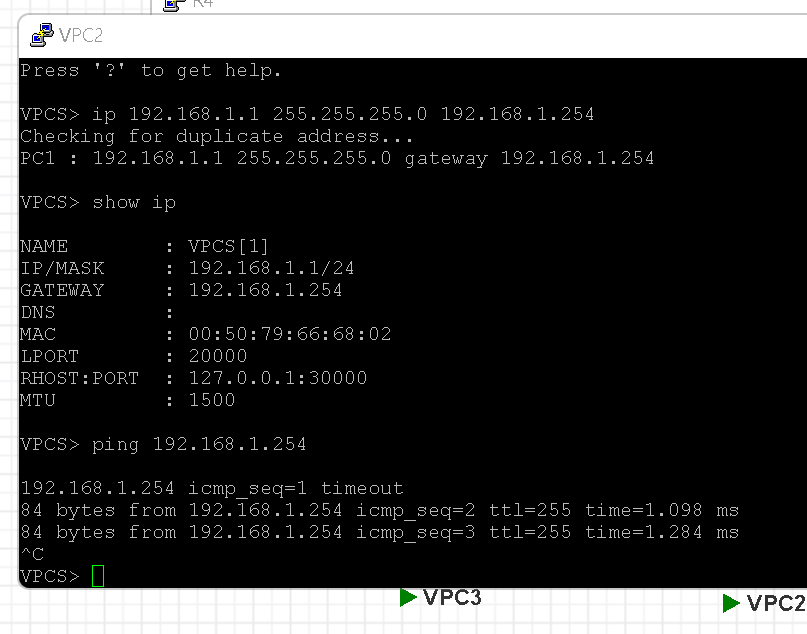 R4
VPC2
Press '?' to get help.
VPCS> ip 192.168.1.1 255.255.255.0 192.168.1.254
Checking for duplicate address...
PC1 : 192.168.1.1 255.255.255.0 gateway 192.168.1.254
VPCS> show ip
NAME        : VPCS[1]
IP/MASK     : 192.168.1.1/24
GATEWAY     : 192.168.1.254
DNS         :
MAC         : 00:50:79:66:68:02
LPORT       : 20000
RHOST:PORT  : 127.0.0.1:30000
MTU         : 1500
VPCS> ping 192.168.1.254
192.168.1.254 icmp_seq=1 timeout
84 bytes from 192.168.1.254 icmp_seq=2 ttl=255 time=1.098 ms
84 bytes from 192.168.1.254 icmp_seq=3 ttl=255 time=1.284 ms
^C
VPCS>
VPC3
VPC2